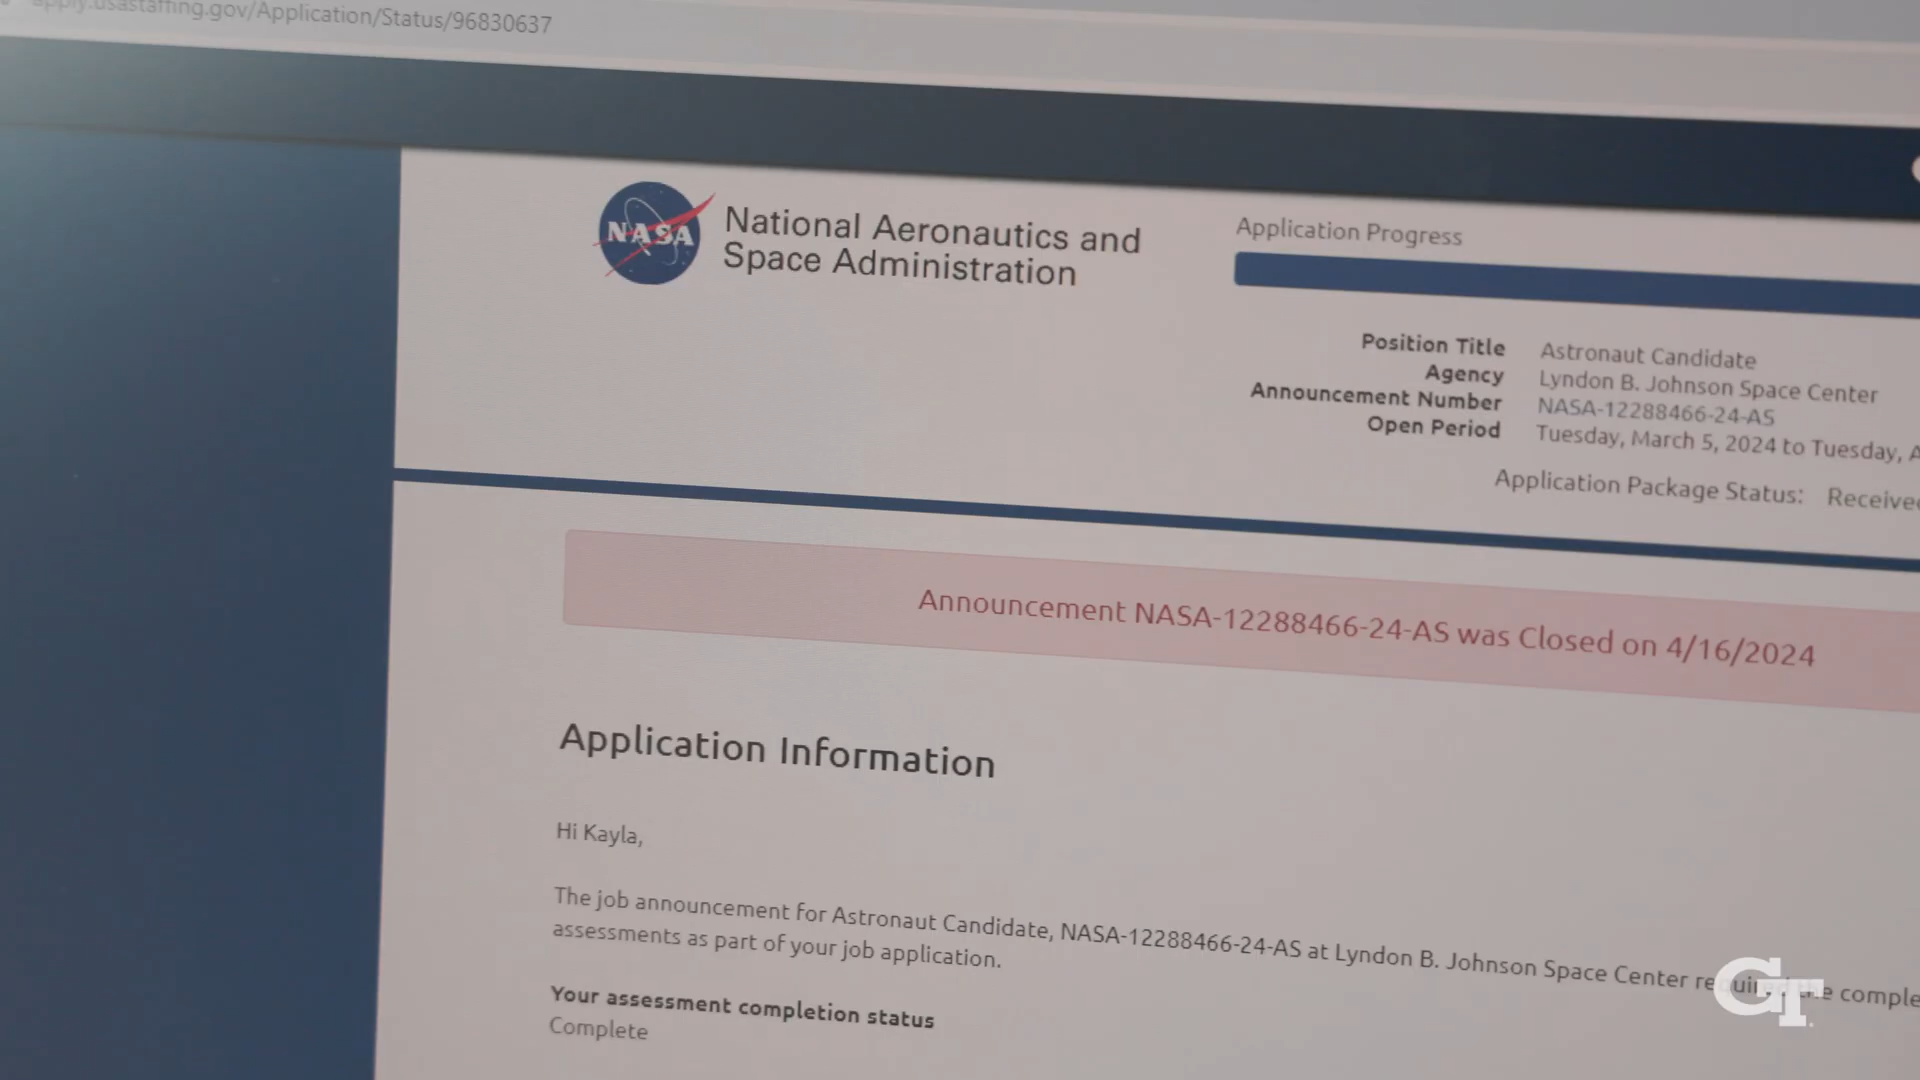 apply.usastaffing.gov/Application/Status/96830637
NASA
National Aeronautics and
Space Administration
Application Progress
Position Title Astronaut Candidate
Agency Lyndon B. Johnson Space Center
Announcement Number NASA-12288466-24-AS
Open Period Tuesday, March 5, 2024 to Tuesday, A
Application Package Status: Received
Announcement NASA-12288466-24-AS was Closed on 4/16/2024
Application Information
Hi Kayla,
The job announcement for Astronaut Candidate, NASA-12288466-24-AS at Lyndon B. Johnson Space Center required the comple
assessments as part of your job application.
Your assessment completion status
Complete
GT